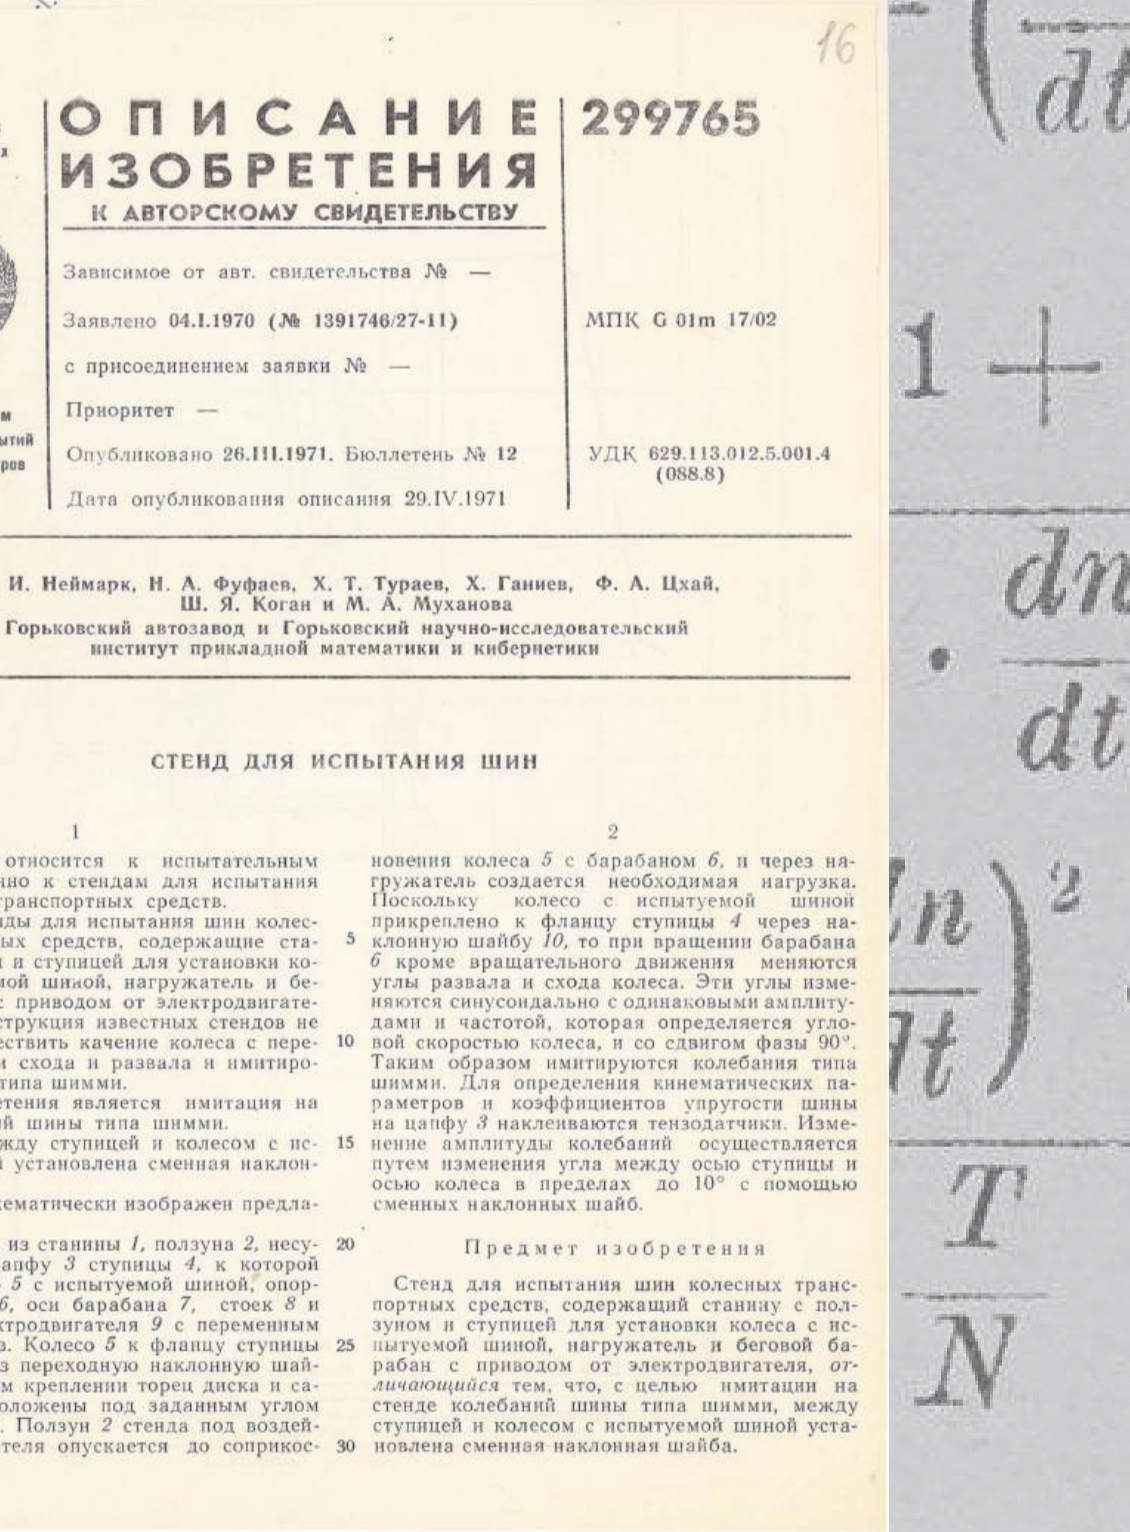 16
ОПИСАНИЕ
ИЗОБРЕТЕНИЯ
К АВТОРСКОМУ СВИДЕТЕЛЬСТВУ
299765
Зависимое от авт. свидетельства № —
Заявлено 04.I.1970 (№ 1391746/27-11)
с присоединением заявки № —
Приоритет —
Опубликовано 26.III.1971. Бюллетень № 12
Дата опубликования описания 29.IV.1971
МПК G 01m 17/02
УДК 629.113.012.5.001.4
(088.8)
И. Неймарк, Н. А. Фуфаев, Х. Т. Тураев, Х. Ганиев, Ф. А. Цхай,
Ш. Я. Коган и М. А. Муханова
Горьковский автозавод и Горьковский научно-исследовательский
институт прикладной математики и кибернетики
СТЕНД ДЛЯ ИСПЫТАНИЯ ШИН
1
относится к испытательным
нно к стендам для испытания
транспортных средств.
ды для испытания шин колес-
ных средств, содержащие ста-
и ступицей для установки ко-
мой шиной, нагружатель и бе-
с приводом от электродвигате-
струкция известных стендов не
ествить качение колеса с пере-
и схода и развала и имитиро-
типа шимми.
етения является имитация на
й шины типа шимми.
жду ступицей и колесом с ис-
установлена сменная наклон-
ематически изображен предла-
из станины 1, ползуна 2, несу-
апфу 3 ступицы 4, к которой
5 с испытуемой шиной, опор-
6, оси барабана 7, стоек 8 и
ктродвигателя 9 с переменным
в. Колесо 5 к фланцу ступицы
з переходную наклонную шай-
м креплении торец диска и са-
оложены под заданным углом
. Ползун 2 стенда под воздей-
теля опускается до соприкос-
5
10
15
20
25
30
2
новения колеса 5 с барабаном 6, и через на-
гружатель создается необходимая нагрузка.
Поскольку колесо с испытуемой шиной
прикреплено к фланцу ступицы 4 через на-
клонную шайбу 10, то при вращении барабана
6 кроме вращательного движения меняются
углы развала и схода колеса. Эти углы изме-
няются синусоидально с одинаковыми амплиту-
дами и частотой, которая определяется угло-
вой скоростью колеса, и со сдвигом фазы 90°.
Таким образом имитируются колебания типа
шимми. Для определения кинематических па-
раметров и коэффициентов упругости шины
на цапфу 3 наклеиваются тензодатчики. Изме-
нение амплитуды колебаний осуществляется
путем изменения угла между осью ступицы и
осью колеса в пределах до 10° с помощью
сменных наклонных шайб.
Предмет изобретения
Стенд для испытания шин колесных транс-
портных средств, содержащий станину с пол-
зуном и ступицей для установки колеса с ис-
пытуемой шиной, нагружатель и беговой ба-
рабан с приводом от электродвигателя, от-
личающийся тем, что, с целью имитации на
стенде колебаний шины типа шимми, между
ступицей и колесом с испытуемой шиной уста-
новлена сменная наклонная шайба.
(
dt
1 +
· dn
dt
dn
dt
)²
T
N